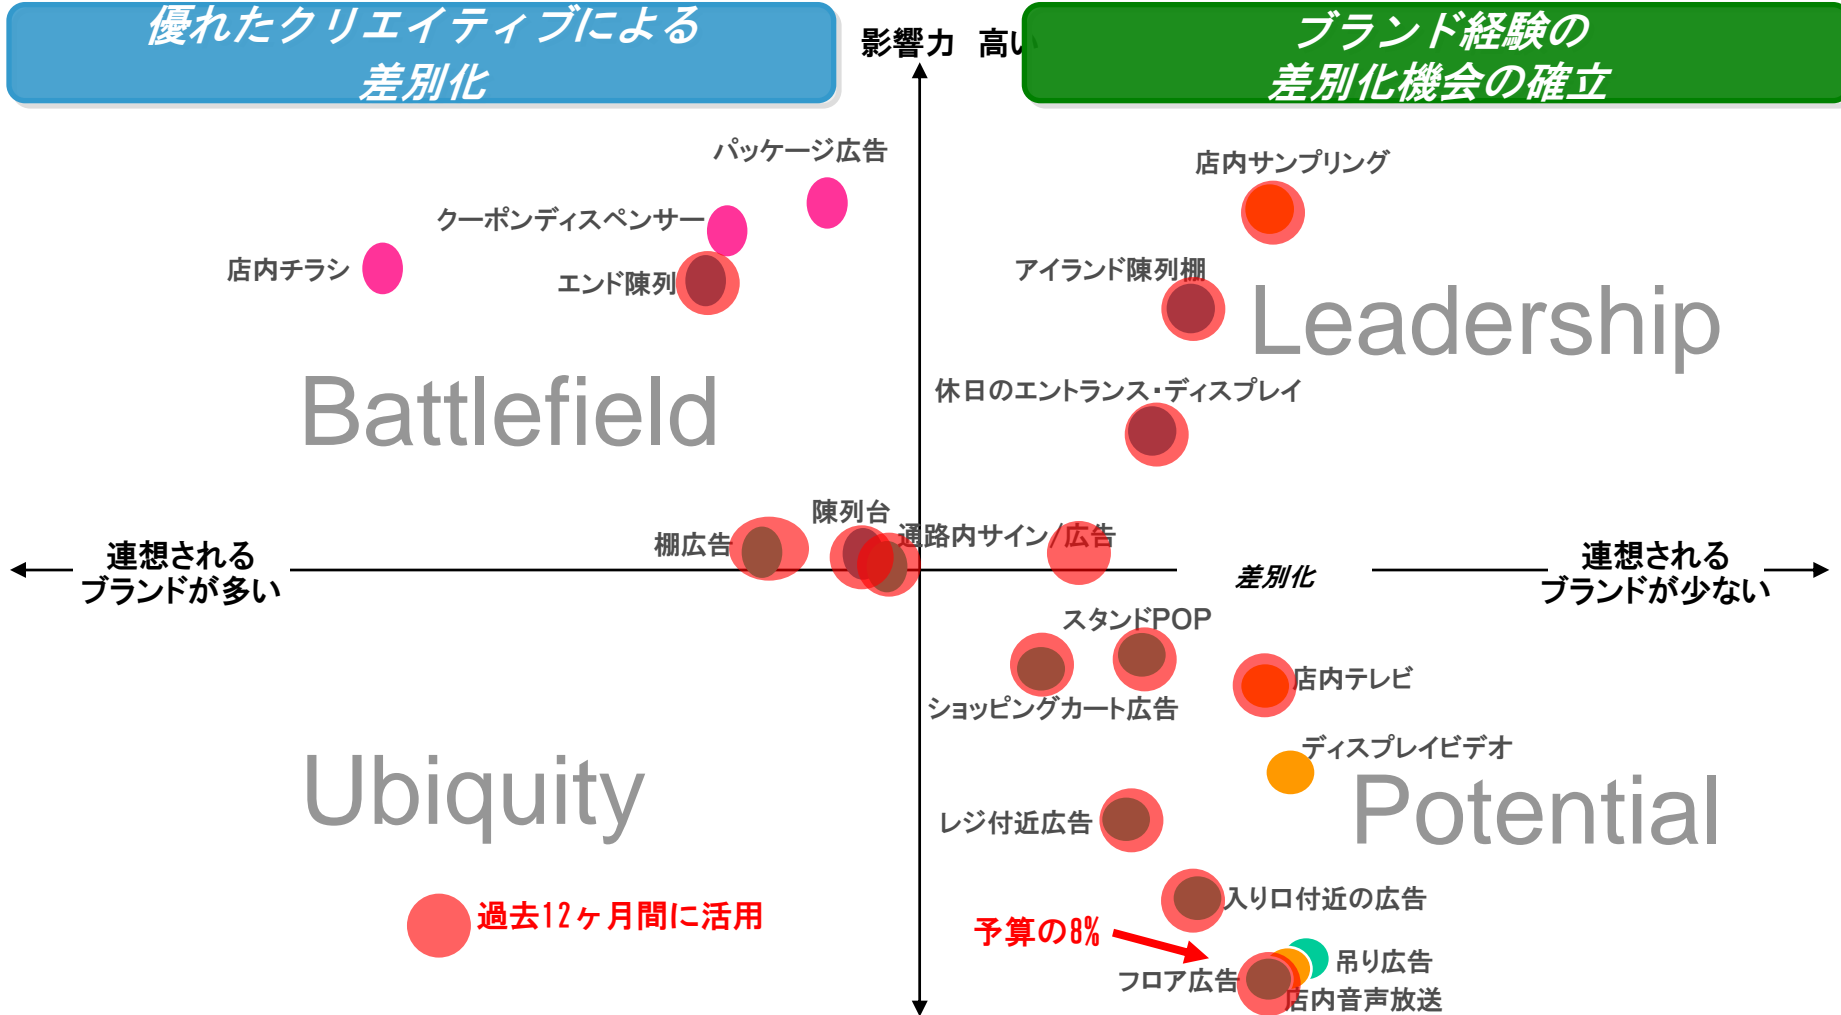 優れたクリエイティブによる
差別化
影響力 高い
ブランド経験の
差別化機会の確立
パッケージ広告
店内サンプリング
クーポンディスペンサー
店内チラシ
エンド陳列
アイランド陳列棚
Leadership
Battlefield
休日のエントランス・ディスプレイ
陳列台
棚広告
通路内サイン/広告
連想される
ブランドが多い
差別化
連想される
ブランドが少ない
スタンドPOP
店内テレビ
ショッピングカート広告
ディスプレイビデオ
Ubiquity
Potential
レジ付近広告
入り口付近の広告
過去12ヶ月間に活用
予算の8%
吊り広告
フロア広告
店内音声放送